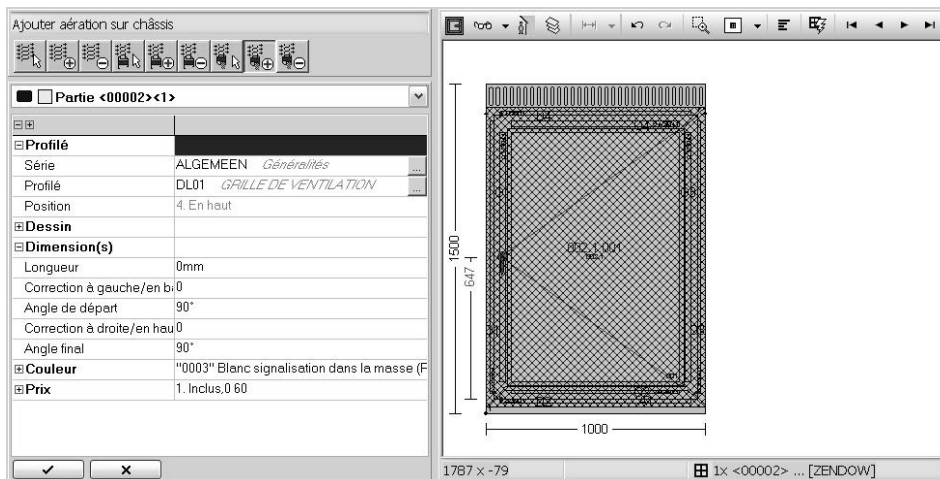 Ajouter aération sur châssis
Partie <00002><1>
Profilé
Série ALGEMEEN Généralités ...
Profilé DL01 GRILLE DE VENTILATION ...
Position 4. En haut
Dessin
Dimension(s)
Longueur 0mm
Correction à gauche/en b 0
Angle de départ 90°
Correction à droite/en hau 0
Angle final 90°
Couleur "0003" Blanc signalisation dans la masse (F
Prix 1. Inclus,0 60
1500
647
002.1.001
1000
1787 x -79
1x <00002> ... [ZENDOW]